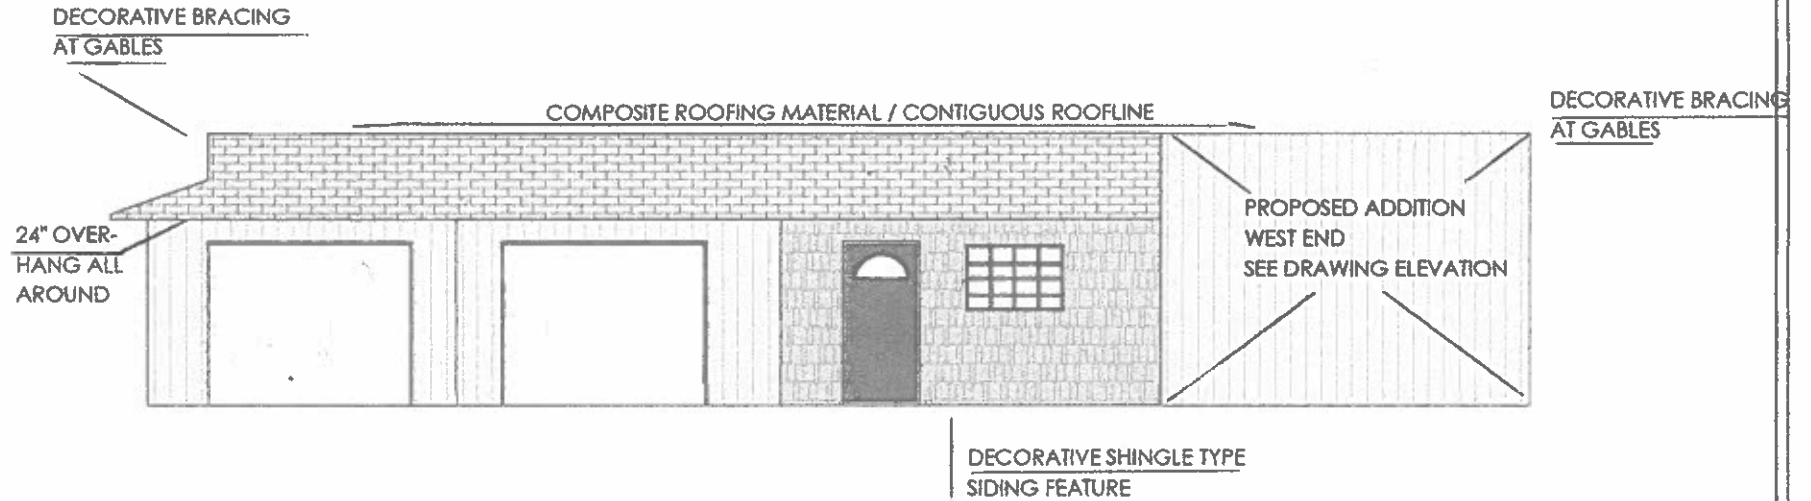 DECORATIVE BRACING
AT GABLES
COMPOSITE ROOFING MATERIAL / CONTIGUOUS ROOFLINE
DECORATIVE BRACING
AT GABLES
24" OVER-
HANG ALL
AROUND
PROPOSED ADDITION
WEST END
SEE DRAWING ELEVATION
DECORATIVE SHINGLE TYPE
SIDING FEATURE